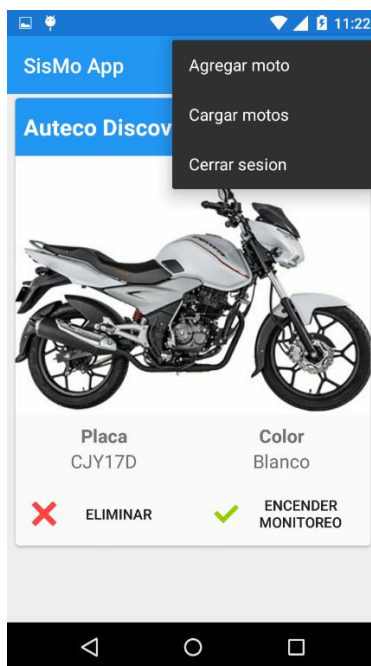 11:22
SisMo App
Agregar moto
Cargar motos
Cerrar sesion
Auteco Discov
Placa
Color
CJY17D
Blanco
ELIMINAR
ENCENDER
MONITOREO